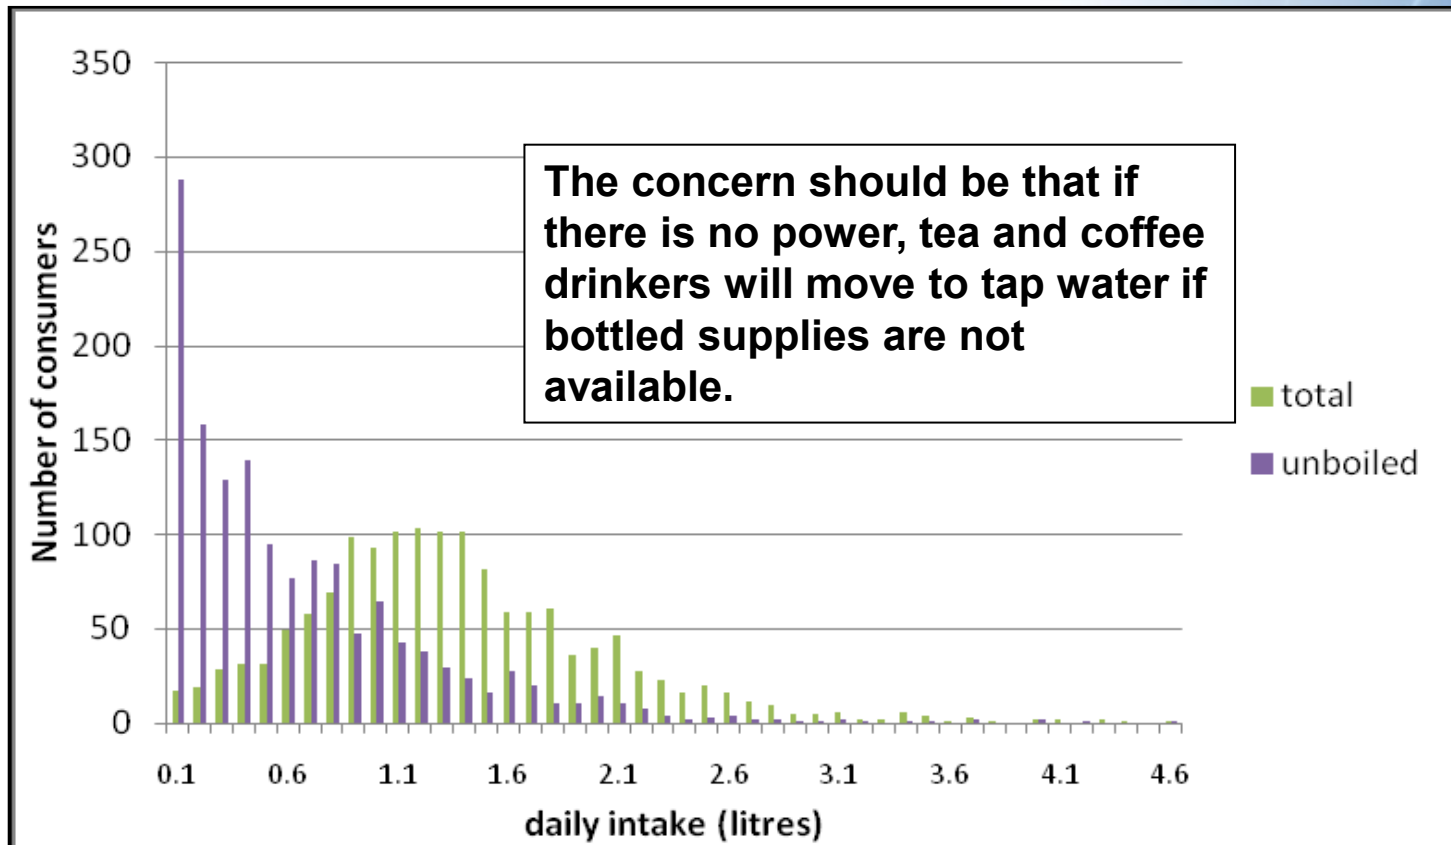 350
300
250
200
150
100
50
0
Number of consumers
The concern should be that if
there is no power, tea and coffee
drinkers will move to tap water if
bottled supplies are not
available.
total
unboiled
0.1 0.6 1.1 1.6 2.1 2.6 3.1 3.6 4.1 4.6
daily intake (litres)